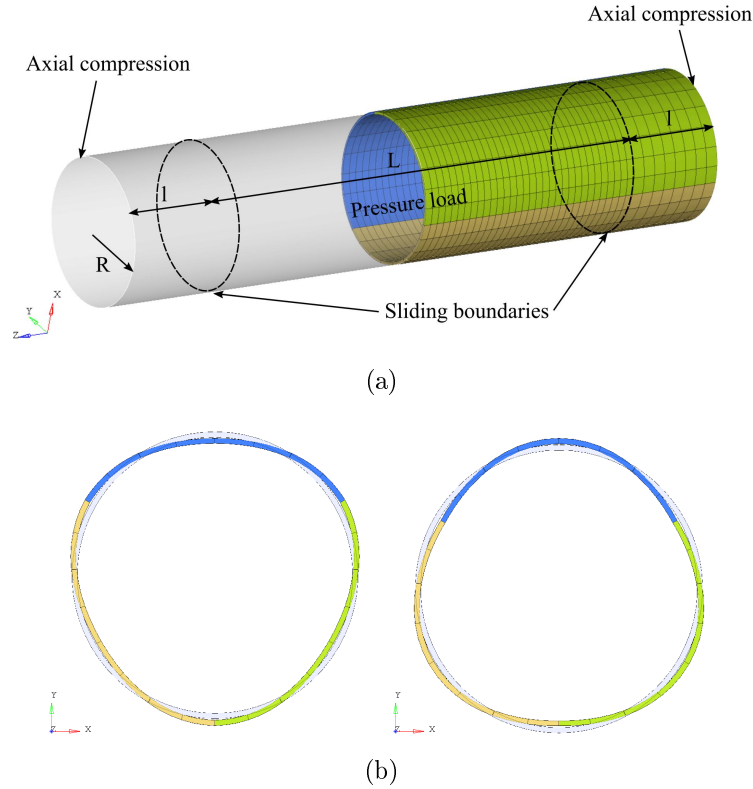 Axial compression
Axial compression
l
L
l
Pressure load
R
X
Y
Z
Sliding boundaries
(a)
Y
Z X
Y
Z X
(b)